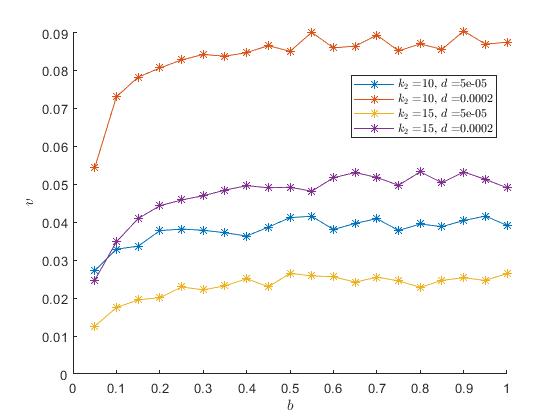 0.09
0.08
0.07
0.06
0.05
0.04
0.03
0.02
0.01
0
v
k₂ =10, d =5e-05
k₂ =10, d =0.0002
k₂ =15, d =5e-05
k₂ =15, d =0.0002
0 0.1 0.2 0.3 0.4 0.5 0.6 0.7 0.8 0.9 1
b